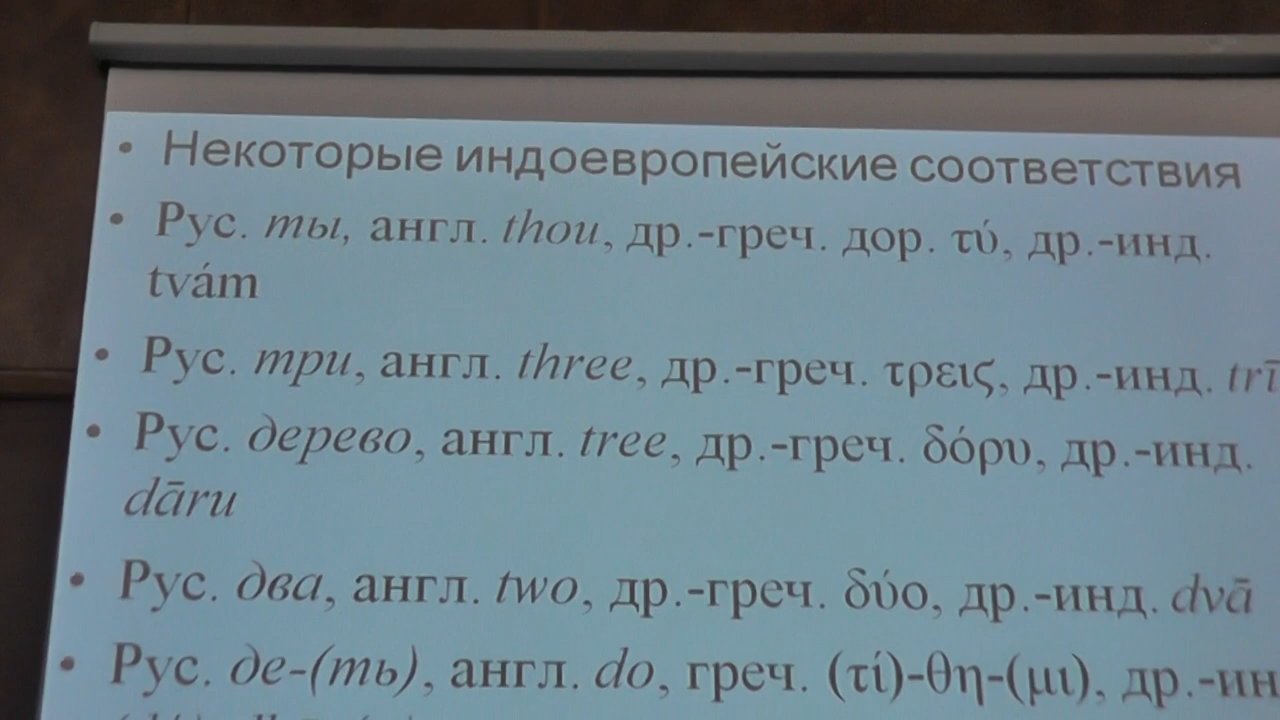 • Некоторые индоевропейские соответствия
• Рус. ты, англ. thou, др.-греч. дор. τύ, др.-инд.
tvám
• Рус. три, англ. three, др.-греч. τρεις, др.-инд. trī
• Рус. дерево, англ. tree, др.-греч. δόρυ, др.-инд.
dāru
• Рус. два, англ. two, др.-греч. δύο, др.-инд. dvā
• Рус. де-(ть), англ. do, греч. (τί)-θη-(μι), др.-ин